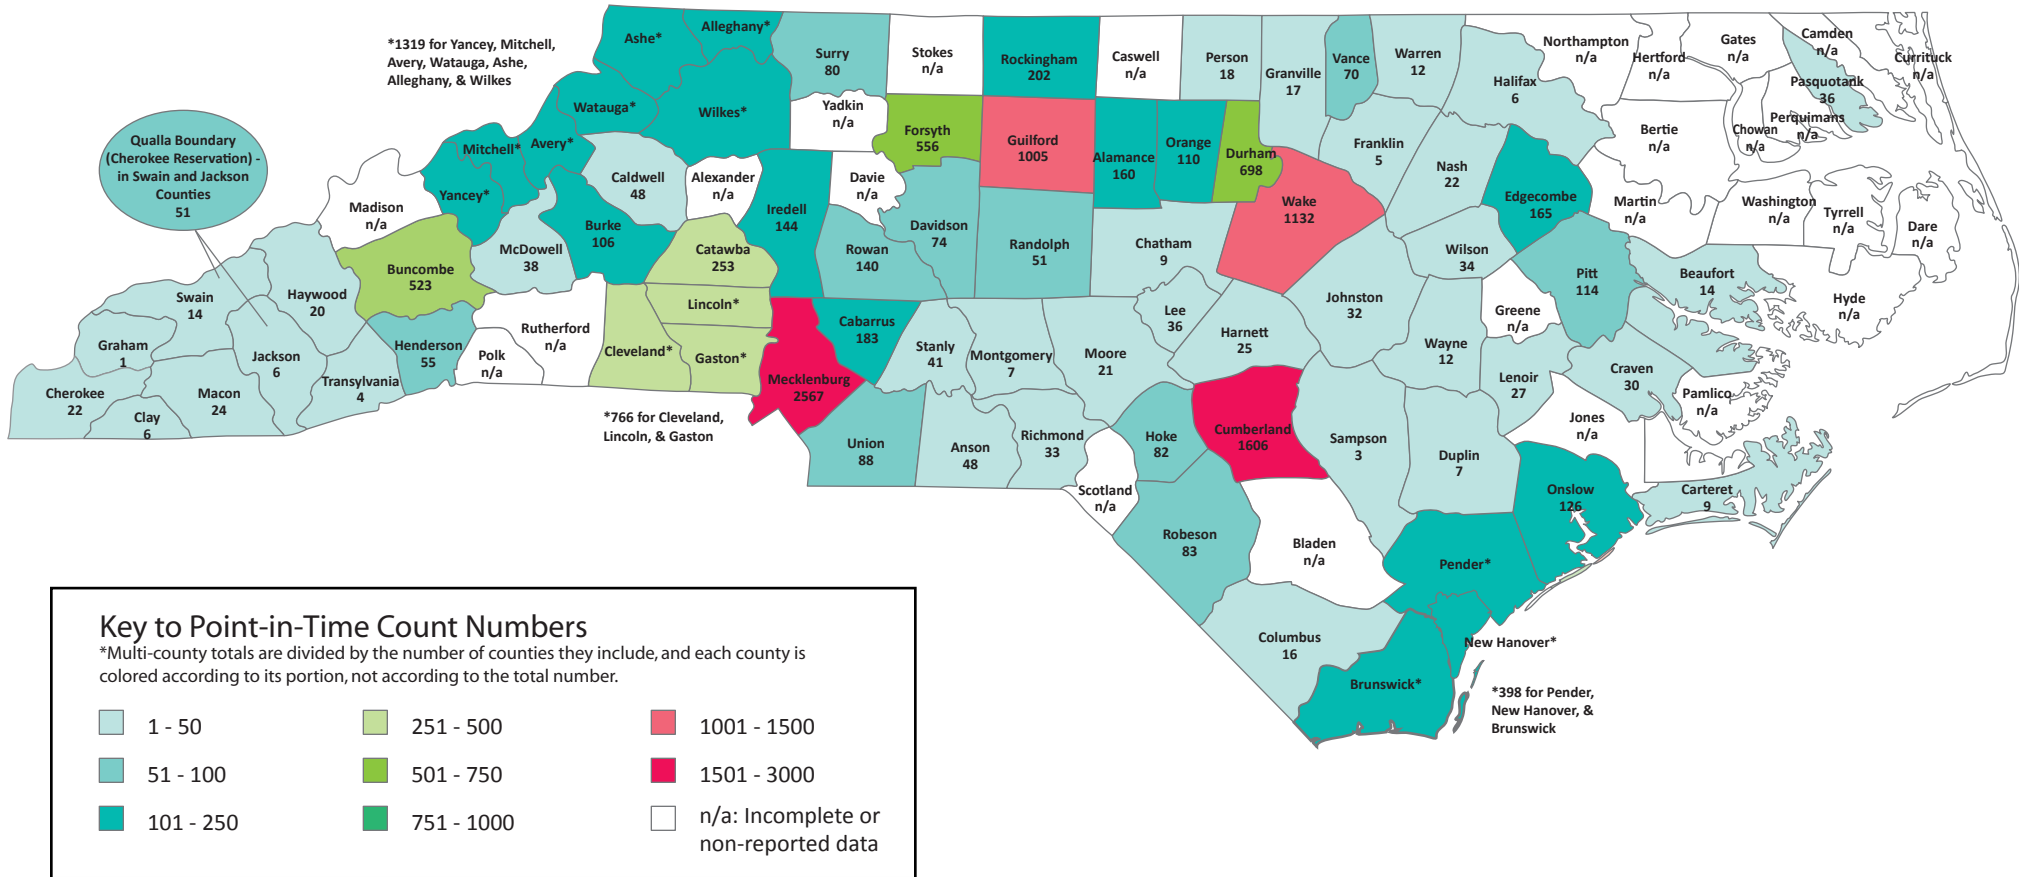 *1319 for Yancey, Mitchell,
Avery, Watauga, Ashe,
Alleghany, & Wilkes
Ashe*
Alleghany*
Surry
80
Stokes
n/a
Rockingham
202
Caswell
n/a
Person
18
Granville
17
Vance
70
Warren
12
Halifax
6
Northampton
n/a
Hertford
n/a
Gates
n/a
Camden
n/a
Currituck
n/a
Pasquotank
36
Perquimans
n/a
Chowan
n/a
Bertie
n/a
Watauga*
Wilkes*
Yadkin
n/a
Forsyth
556
Guilford
1005
Alamance
160
Orange
110
Durham
698
Franklin
5
Nash
22
Edgecombe
165
Martin
n/a
Washington
n/a
Tyrrell
n/a
Dare
n/a
Qualla Boundary
(Cherokee Reservation) -
in Swain and Jackson
Counties
51
Mitchell*
Avery*
Yancey*
Caldwell
48
Alexander
n/a
Davie
n/a
Iredell
144
Madison
n/a
Buncombe
523
McDowell
38
Burke
106
Catawba
253
Rowan
140
Davidson
74
Randolph
51
Chatham
9
Wake
1132
Wilson
34
Pitt
114
Beaufort
14
Hyde
n/a
Swain
14
Haywood
20
Graham
1
Jackson
6
Cherokee
22
Clay
6
Macon
24
Transylvania
4
Henderson
55
Polk
n/a
Rutherford
n/a
Lincoln*
Cleveland*
Gaston*
*766 for Cleveland,
Lincoln, & Gaston
Mecklenburg
2567
Cabarrus
183
Stanly
41
Montgomery
7
Moore
21
Lee
36
Harnett
25
Johnston
32
Wayne
12
Greene
n/a
Lenoir
27
Craven
30
Pamlico
n/a
Jones
n/a
Union
88
Anson
48
Richmond
33
Scotland
n/a
Hoke
82
Cumberland
1606
Sampson
3
Duplin
7
Onslow
126
Carteret
9
Robeson
83
Bladen
n/a
Pender*
Columbus
16
New Hanover*
Brunswick*
*398 for Pender,
New Hanover, &
Brunswick
Key to Point-in-Time Count Numbers
*Multi-county totals are divided by the number of counties they include, and each county is
colored according to its portion, not according to the total number.
1 - 50
51 - 100
101 - 250
251 - 500
501 - 750
751 - 1000
1001 - 1500
1501 - 3000
n/a: Incomplete or
non-reported data